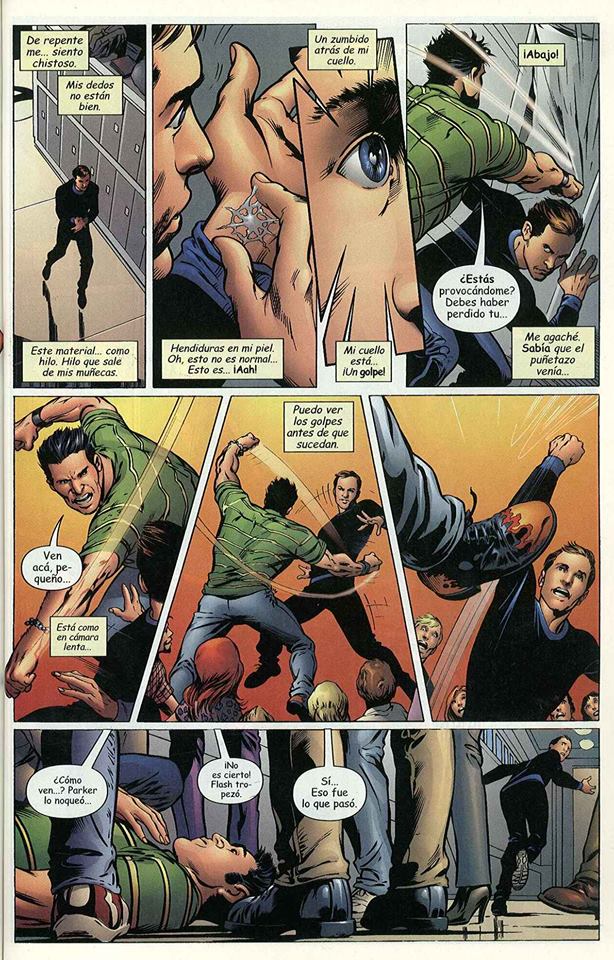 De repente
me... siento
chistoso.
Mis dedos
no están
bien.
Este material... como
hilo. Hilo que sale
de mis muñecas.
Hendiduras en mi piel.
Oh, esto no es normal...
Esto es... ¡Aah!
Un zumbido
atrás de mi
cuello.
Mi cuello
está...
¡Un golpe!
¡Abajo!
¿Estás
provocándome?
Debes haber
perdido tu...
Me agaché.
Sabía que el
puñetazo
venía...
Ven
acá, pe-
queño...
Está como
en cámara
lenta...
Puedo ver
los golpes
antes de que
sucedan.
¿Cómo
ven...? Parker
lo noqueó...
¡No
es cierto!
Flash tro-
pezó.
Sí...
Eso fue
lo que pasó.